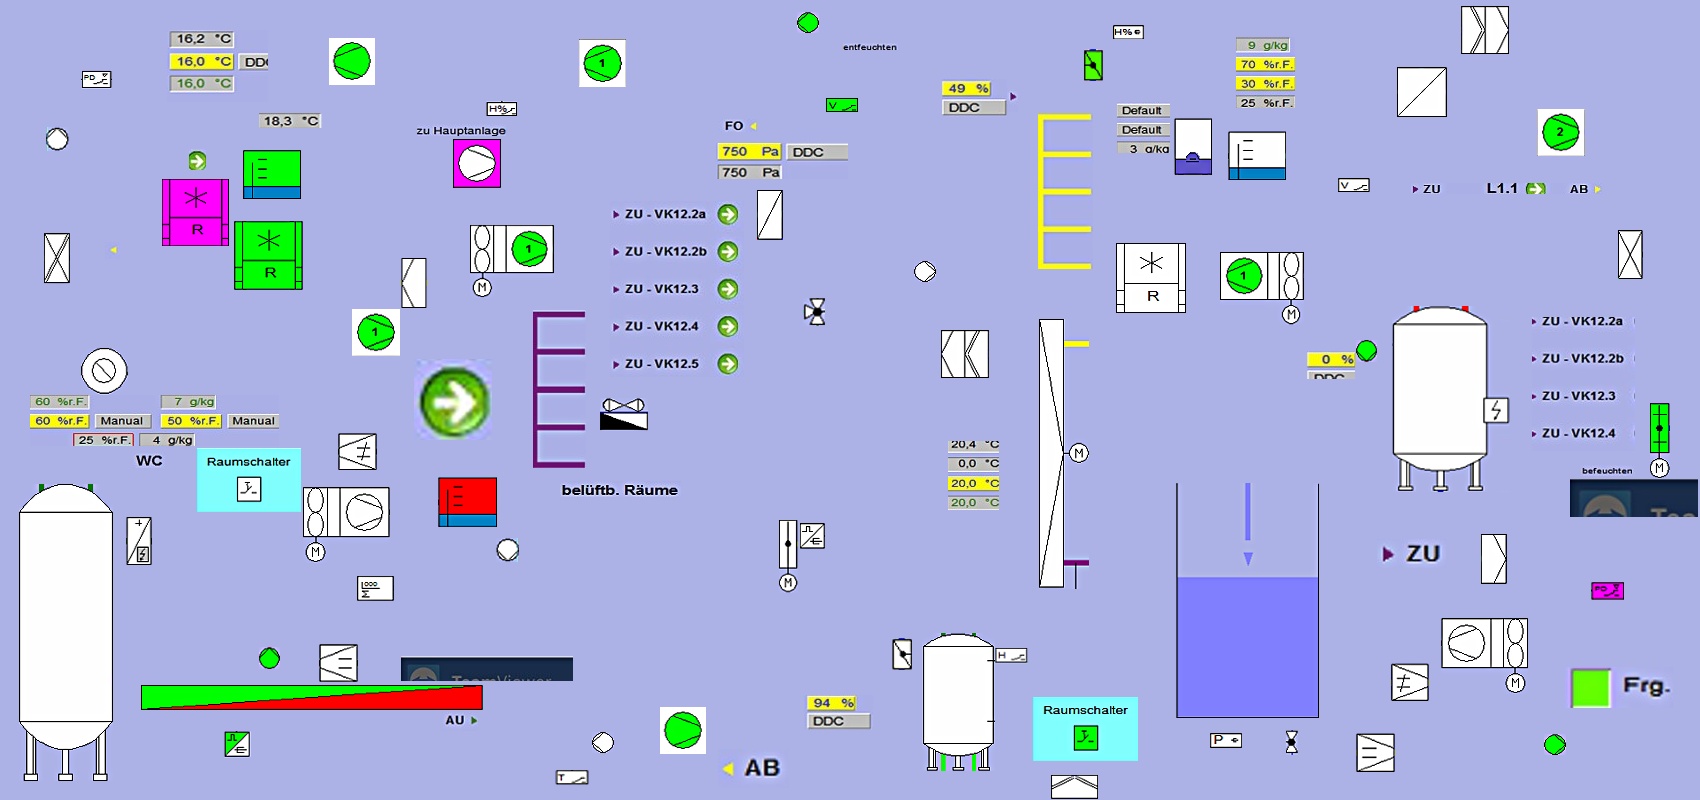 16,2 °C
16,0 °C
16,0 °C
18,3 °C
PD
1
H%
zu Hauptanlage
entfeuchten
V
FO
750 Pa DDC
750 Pa
49 %
DDC
H%
9 g/kg
70 %r.F.
30 %r.F.
25 %r.F.
Default
Default
3 g/kg
2
V
ZU L1.1 AB
R
R
1
M
1
ZU - VK12.2a
ZU - VK12.2b
ZU - VK12.3
ZU - VK12.4
ZU - VK12.5
R
1
M
ZU - VK12.2a
ZU - VK12.2b
ZU - VK12.3
ZU - VK12.4
0 %
DDC
M
befeuchten
60 %r.F.
60 %r.F. Manual
25 %r.F.
7 g/kg
50 %r.F. Manual
4 g/kg
WC
Raumschalter
M
belüftb. Räume
M
20,4 °C
0,0 °C
20,0 °C
20,0 °C
M
ZU
PD
1000
Σ
M
Frg.
TeamViewer
AU
T
AB
94 %
DDC
H
Raumschalter
P